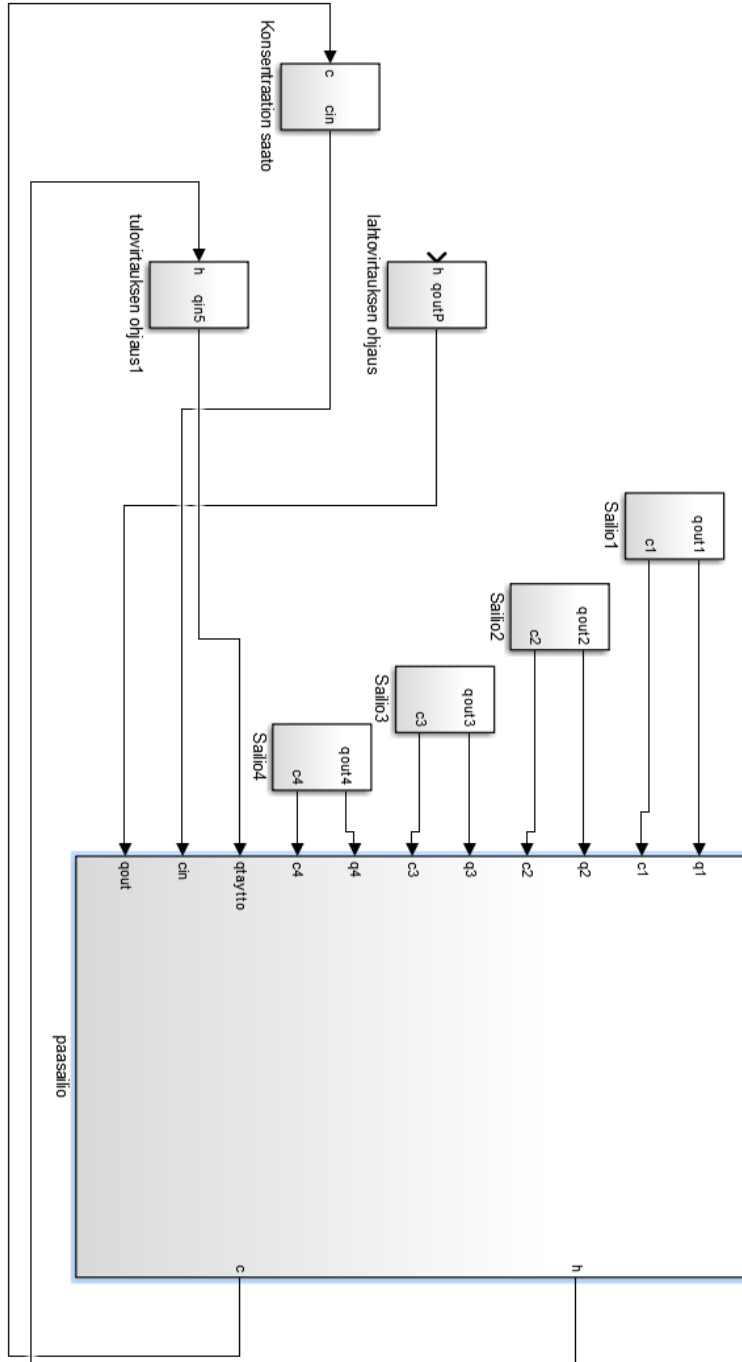 qout1
c1
Sailio1
qout2
c2
Sailio2
qout3
c3
Sailio3
qout4
c4
Sailio4
h qoutP
lahtovirtauksen ohjaus
c cin
Konsentraation saato
h qin5
tulovirtauksen ohjaus1
q1
c1
q2
c2
q3
c3
q4
c4
qtaytto
cin
qout
h
c
paasailio